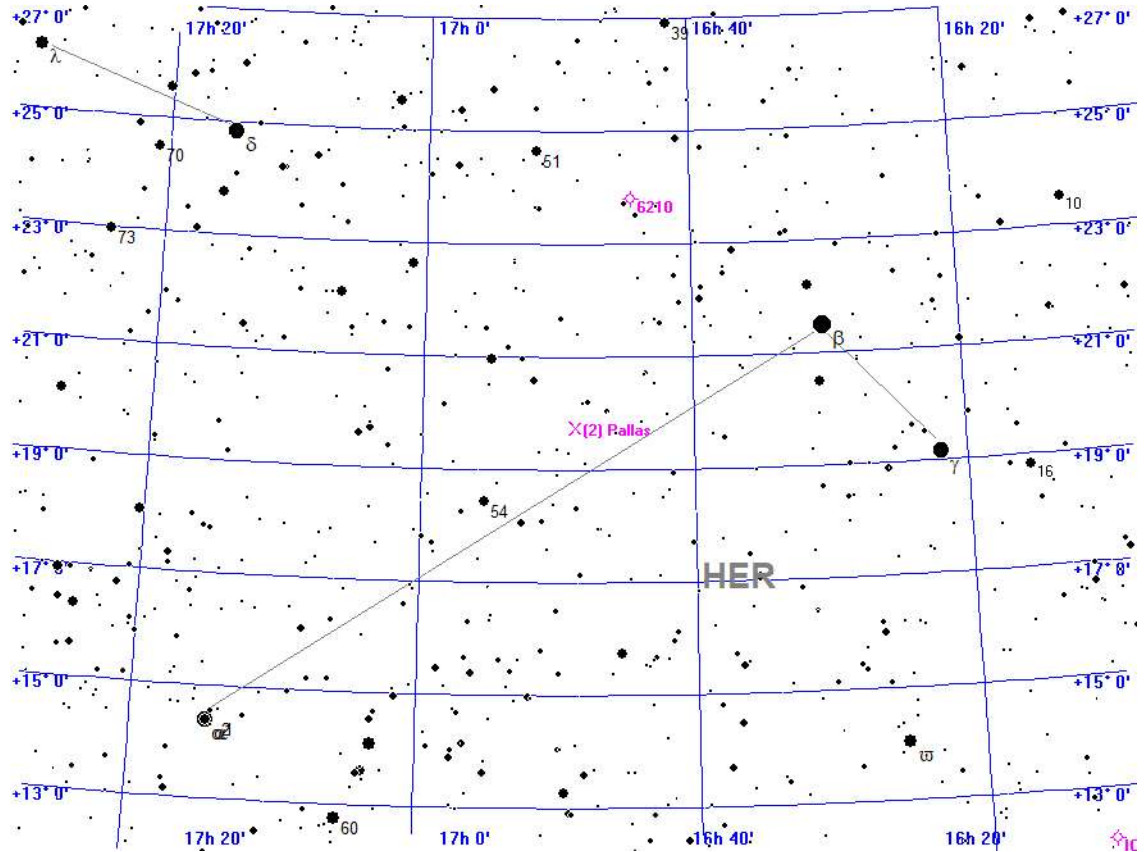 +27° 0' 17h 20' 17h 0' 39 16h 40' 16h 20' +27° 0'
λ
+25° 0' δ +25° 0'
70 51
6210 10
+23° 0' 73 +23° 0'
+21° 0' β +21° 0'
(2) Pallas
+19° 0' γ 16 +19° 0'
54
+17° 0' HER +17° 0'
+15° 0' +15° 0'
ϖ
+13° 0' +13° 0'
60
17h 20' 17h 0' 16h 40' 16h 20'